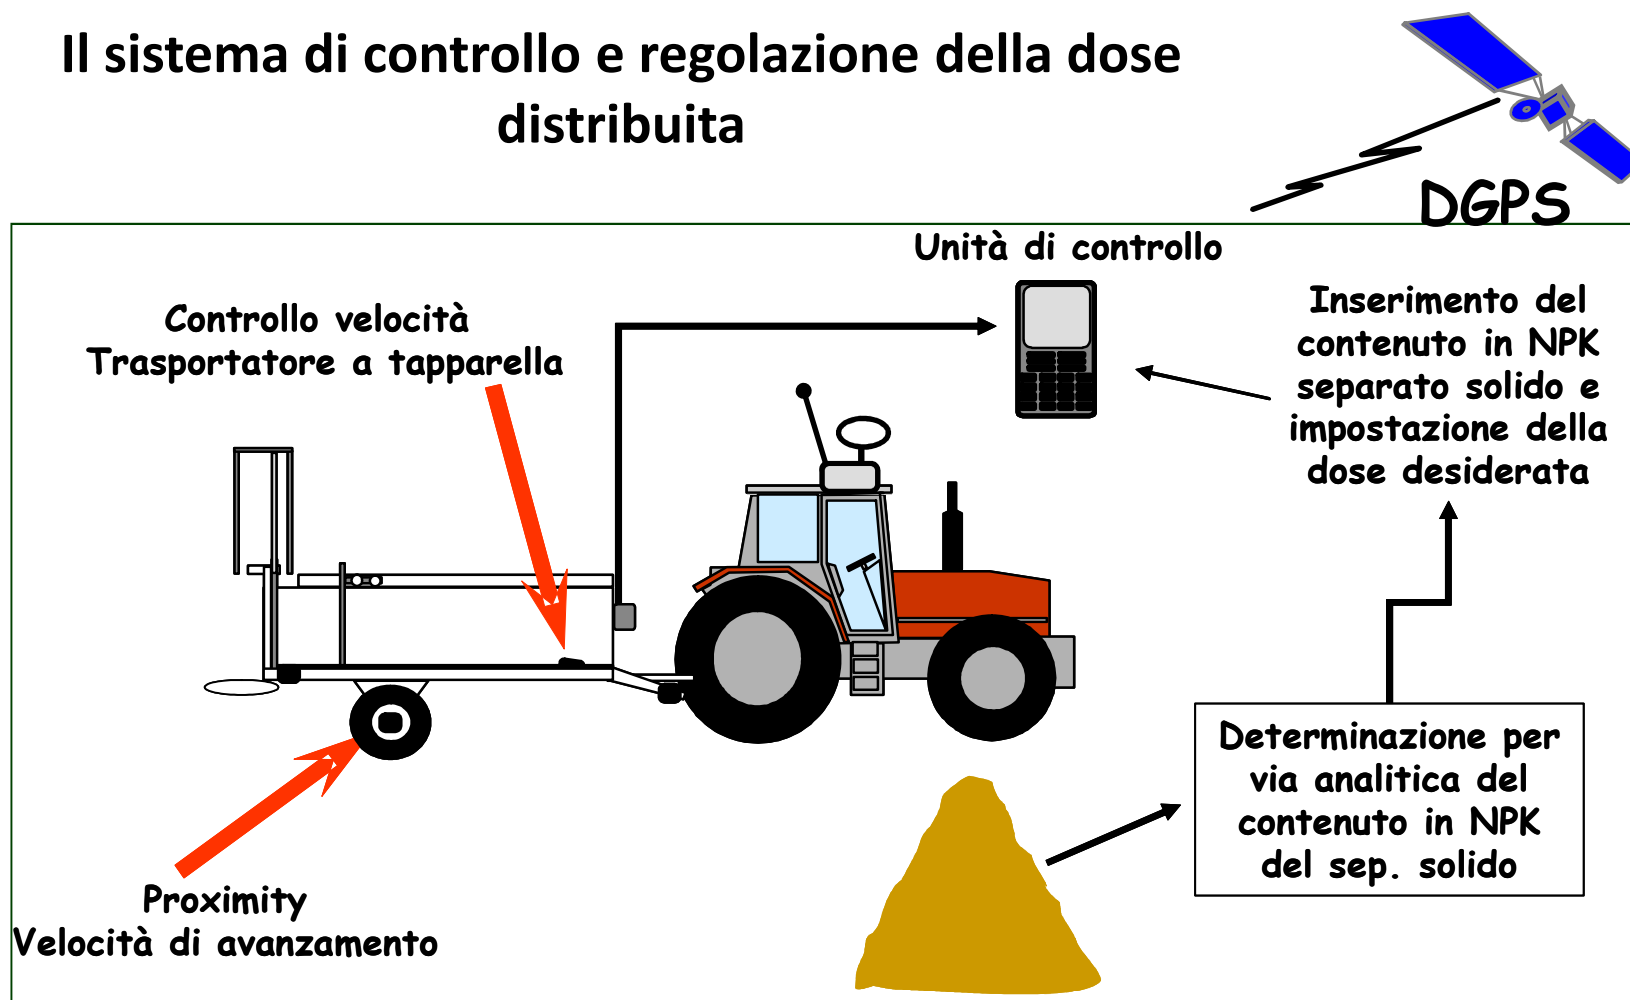 Il sistema di controllo e regolazione della dose
distribuita
DGPS
Unità di controllo
Controllo velocità
Trasportatore a tapparella
Inserimento del
contenuto in NPK
separato solido e
impostazione della
dose desiderata
Determinazione per
via analitica del
contenuto in NPK
del sep. solido
Proximity
Velocità di avanzamento